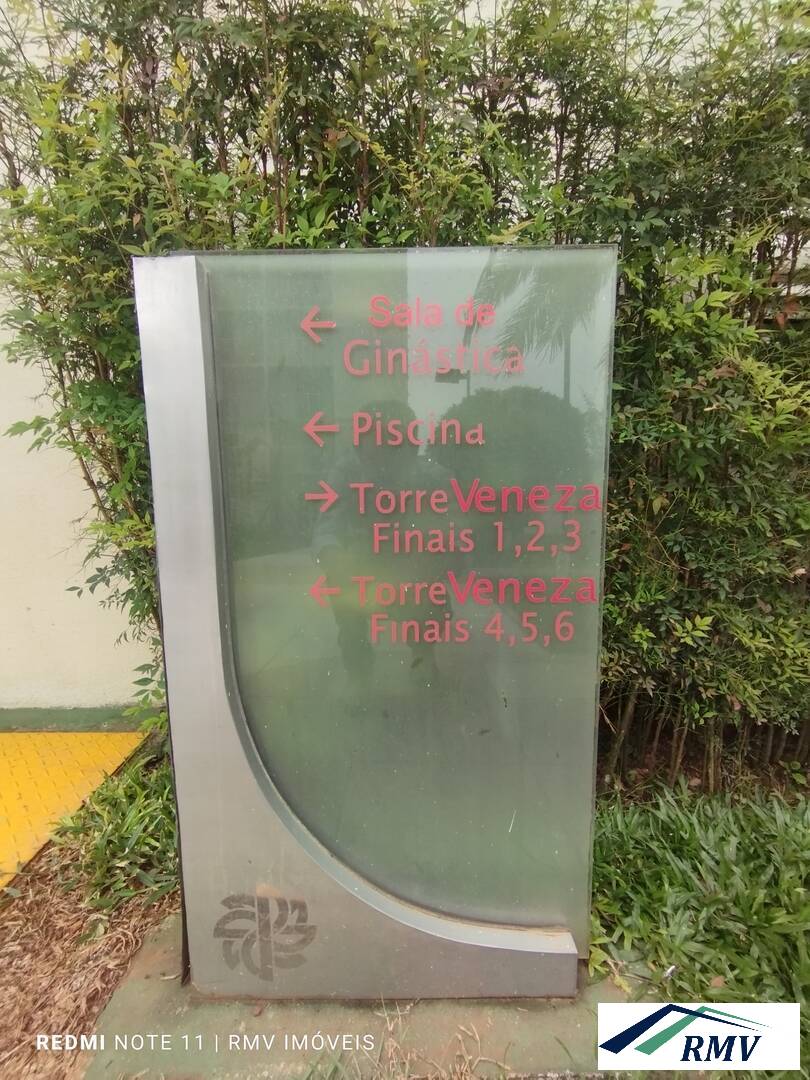 ← Sala de
Ginástica
← Piscina
→ TorreVeneza
Finais 1,2,3
← TorreVeneza
Finais 4,5,6
REDMI NOTE 11 | RMV IMÓVEIS
RMV